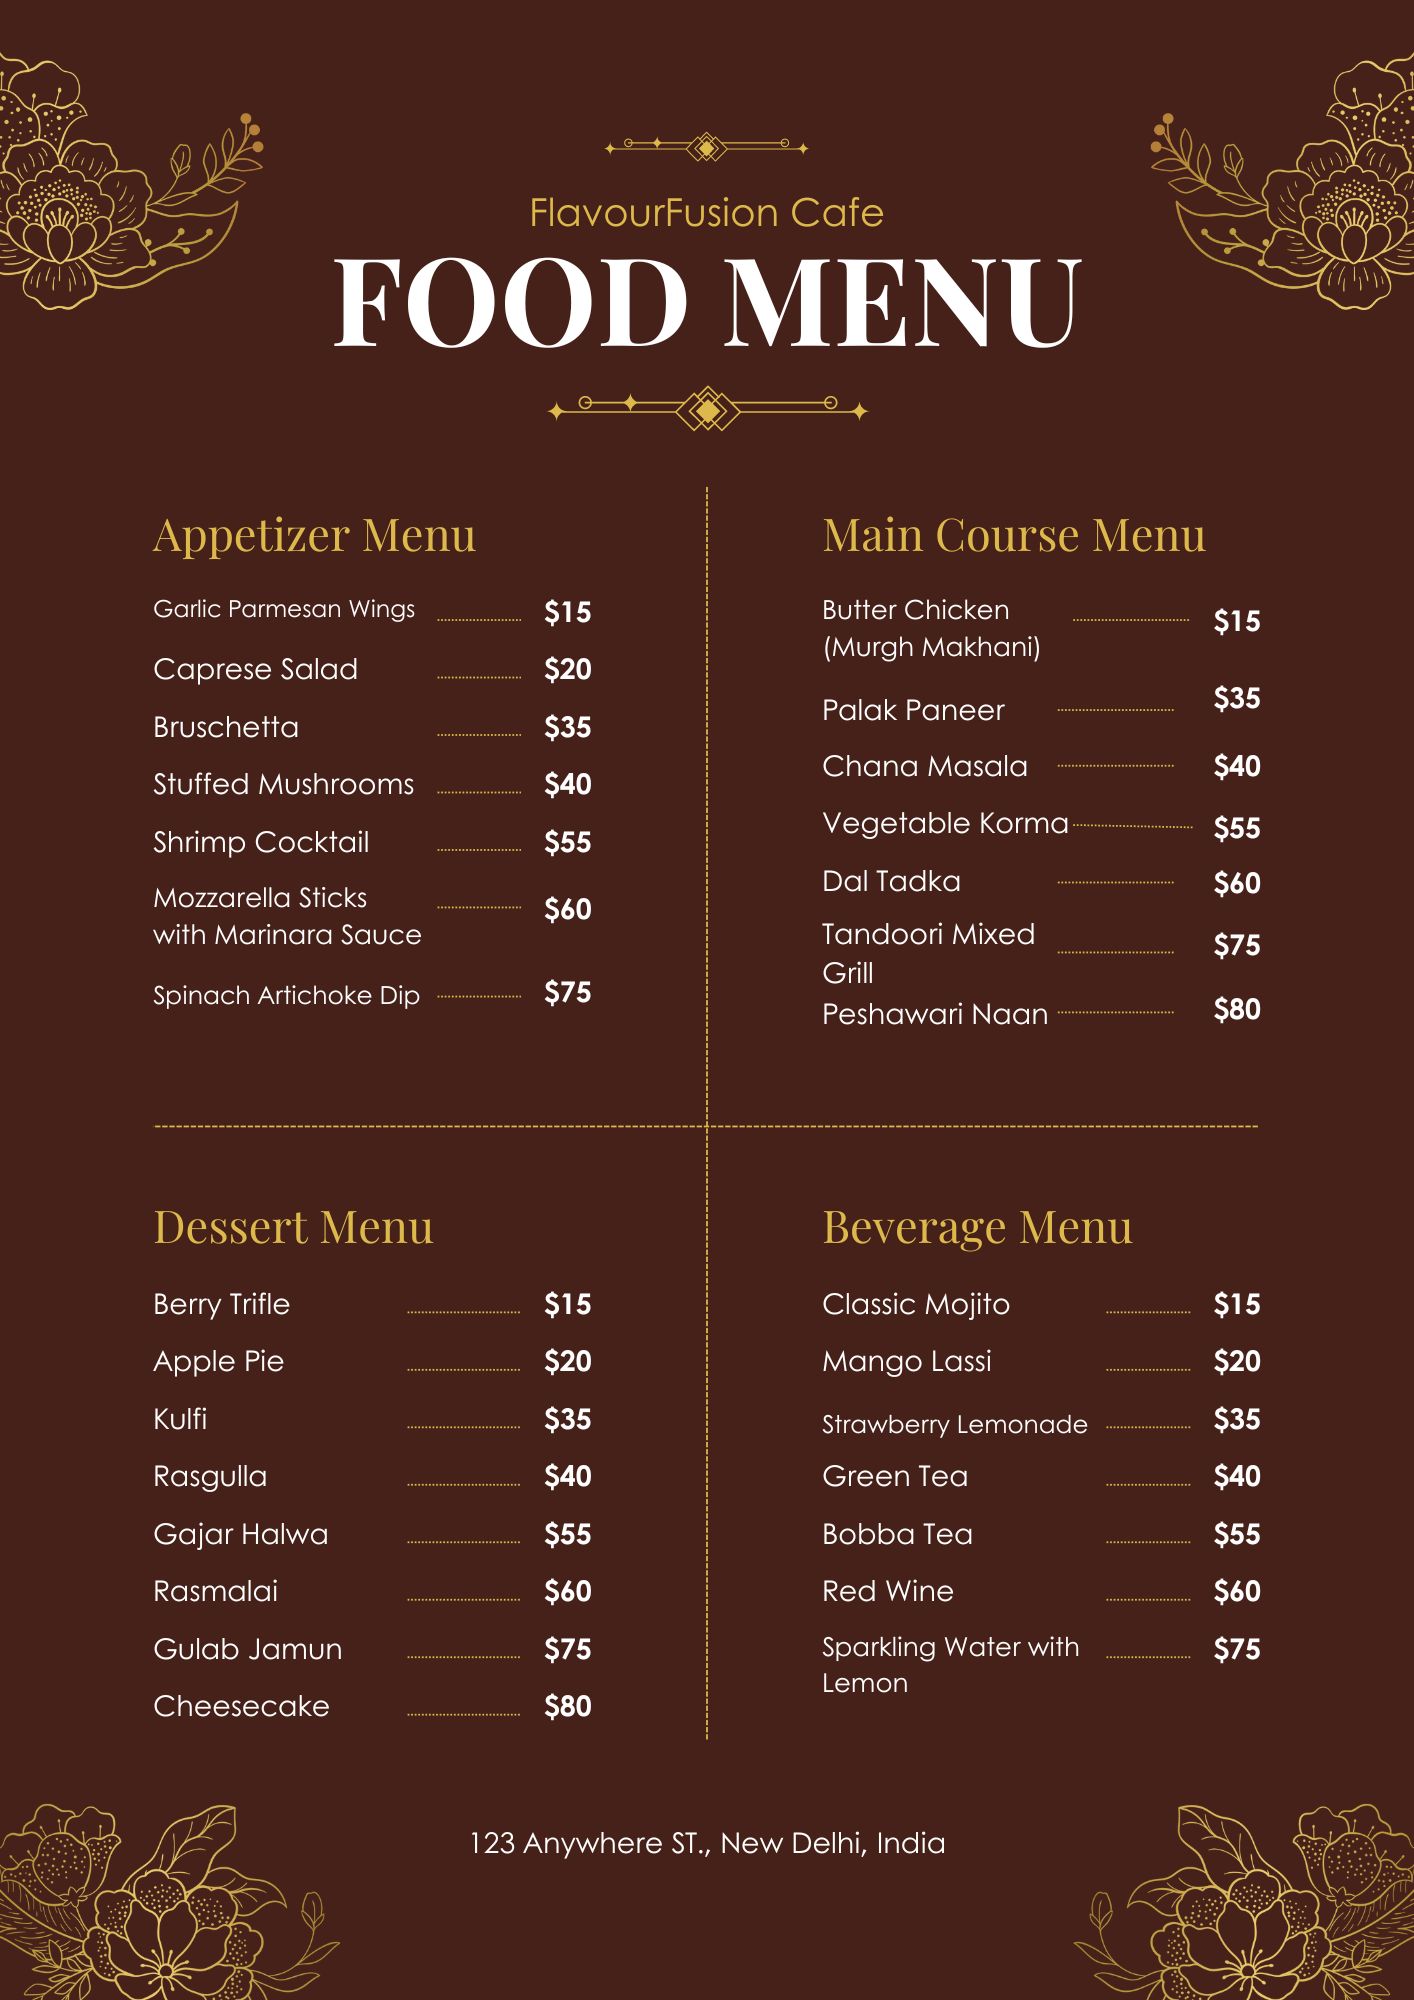 FlavourFusion Cafe
FOOD MENU
Appetizer Menu
Garlic Parmesan Wings $15
Caprese Salad $20
Bruschetta $35
Stuffed Mushrooms $40
Shrimp Cocktail $55
Mozzarella Sticks
with Marinara Sauce $60
Spinach Artichoke Dip $75
Main Course Menu
Butter Chicken $15
(Murgh Makhani)
Palak Paneer $35
Chana Masala $40
Vegetable Korma $55
Dal Tadka $60
Tandoori Mixed $75
Grill
Peshawari Naan $80
Dessert Menu
Berry Trifle $15
Apple Pie $20
Kulfi $35
Rasgulla $40
Gajar Halwa $55
Rasmalai $60
Gulab Jamun $75
Cheesecake $80
Beverage Menu
Classic Mojito $15
Mango Lassi $20
Strawberry Lemonade $35
Green Tea $40
Bobba Tea $55
Red Wine $60
Sparkling Water with $75
Lemon
123 Anywhere ST., New Delhi, India